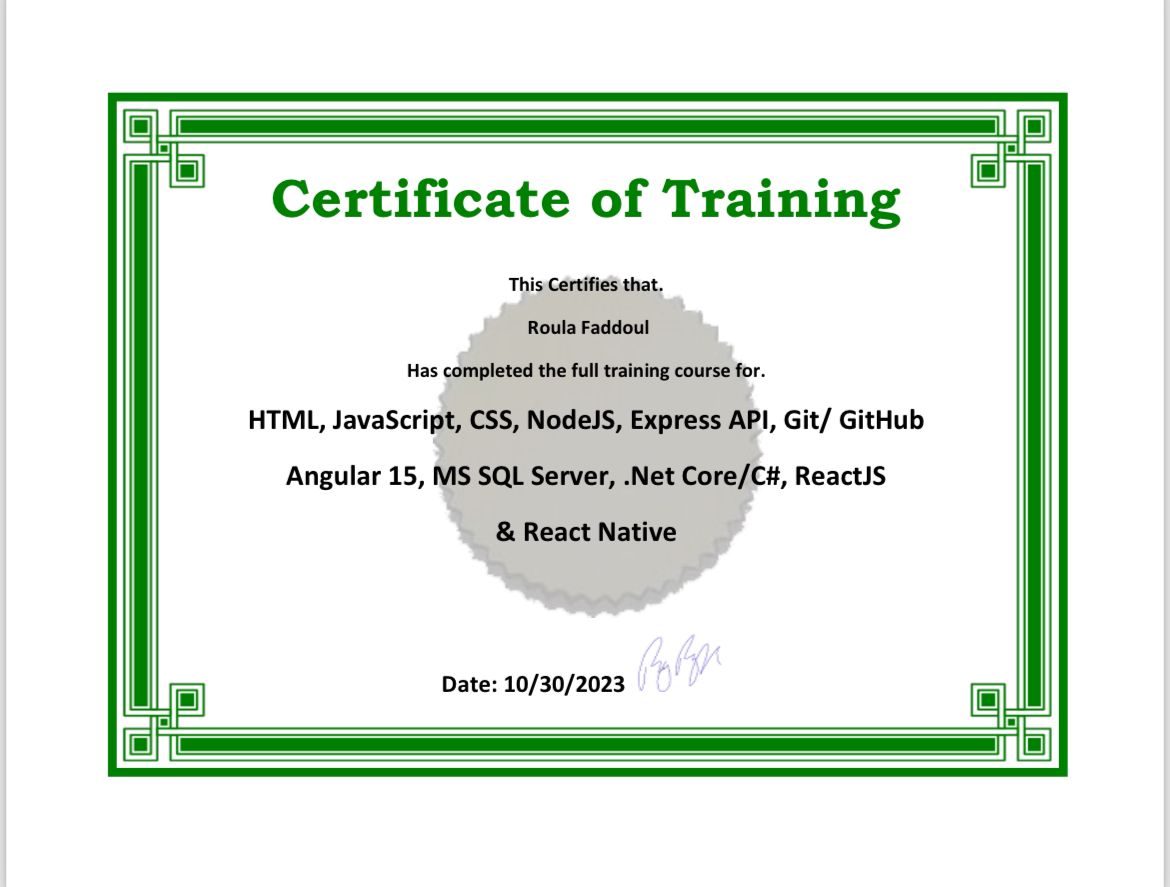 Certificate of Training
This Certifies that.
Roula Faddoul
Has completed the full training course for.
HTML, JavaScript, CSS, NodeJS, Express API, Git/ GitHub
Angular 15, MS SQL Server, .Net Core/C#, ReactJS
& React Native
Date: 10/30/2023